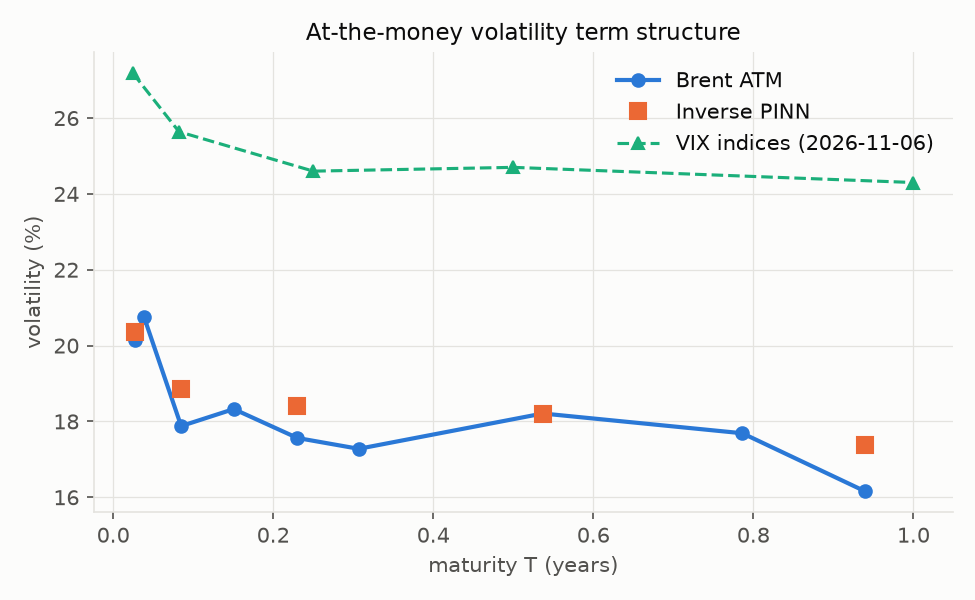 At-the-money volatility term structure
Brent ATM
Inverse PINN
VIX indices (2026-11-06)
volatility (%)
26
24
22
20
18
16
0.0
0.2
0.4
0.6
0.8
1.0
maturity T (years)